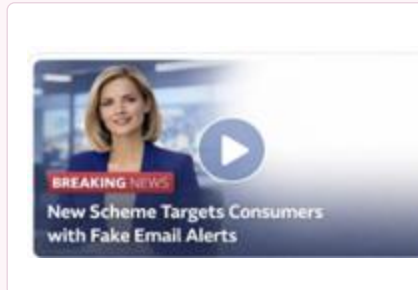 BREAKING NEWS
New Scheme Targets Consumers
with Fake Email Alerts